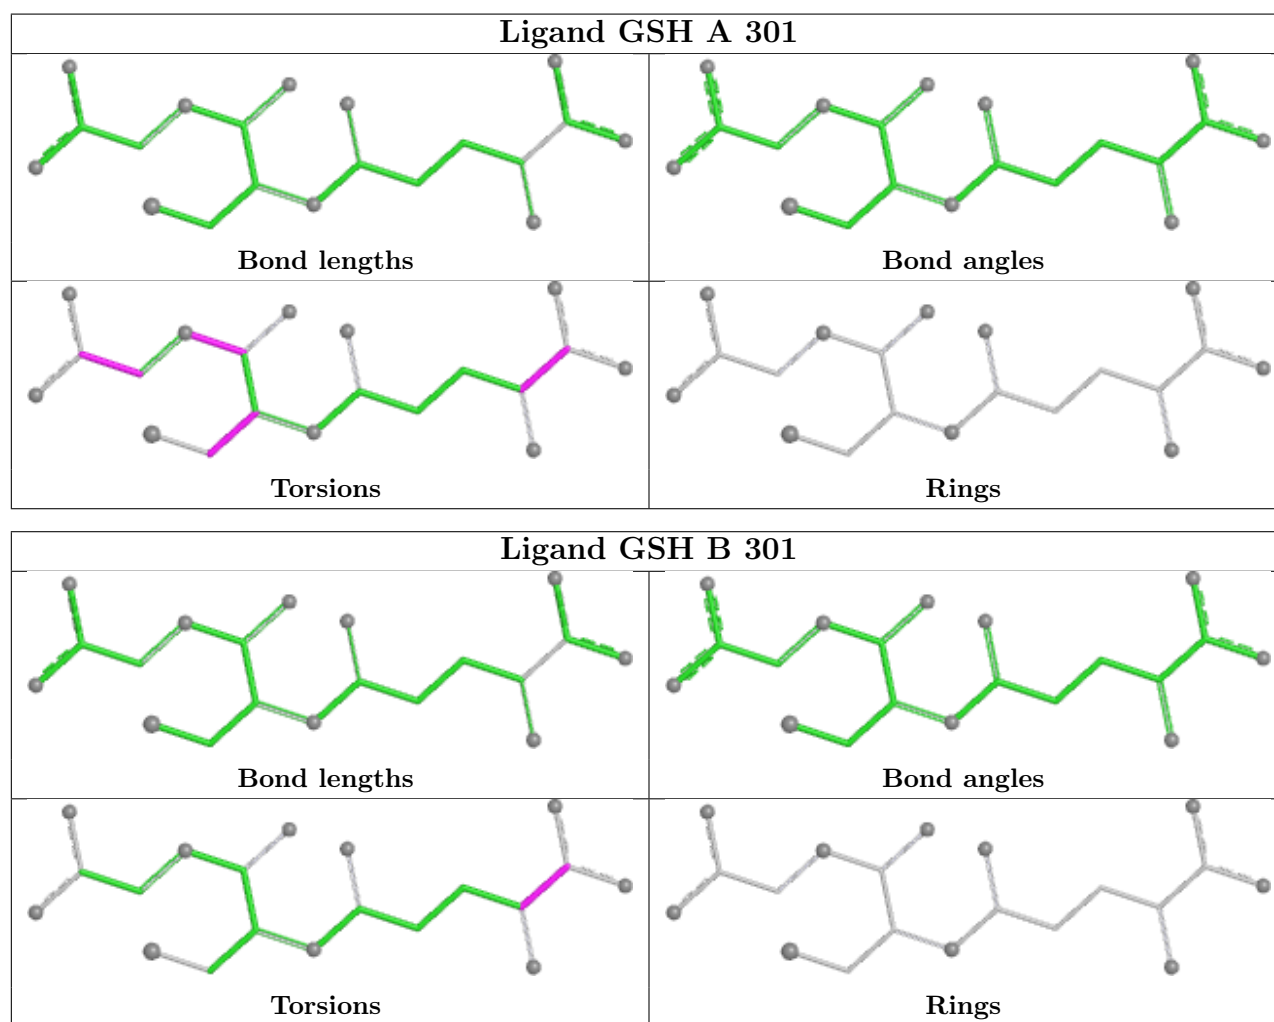 Ligand GSH A 301
Bond lengths
Bond angles
Torsions
Rings
Ligand GSH B 301
Bond lengths
Bond angles
Torsions
Rings